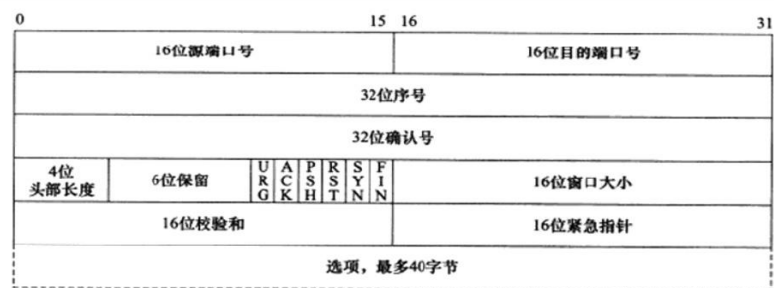 0 15 16 31
16位源端口号 16位目的端口号
32位序号
32位确认号
4位
头部长度
6位保留
URG ACK PSH RST SYN FIN
16位窗口大小
16位校验和 16位紧急指针
选项，最多40字节